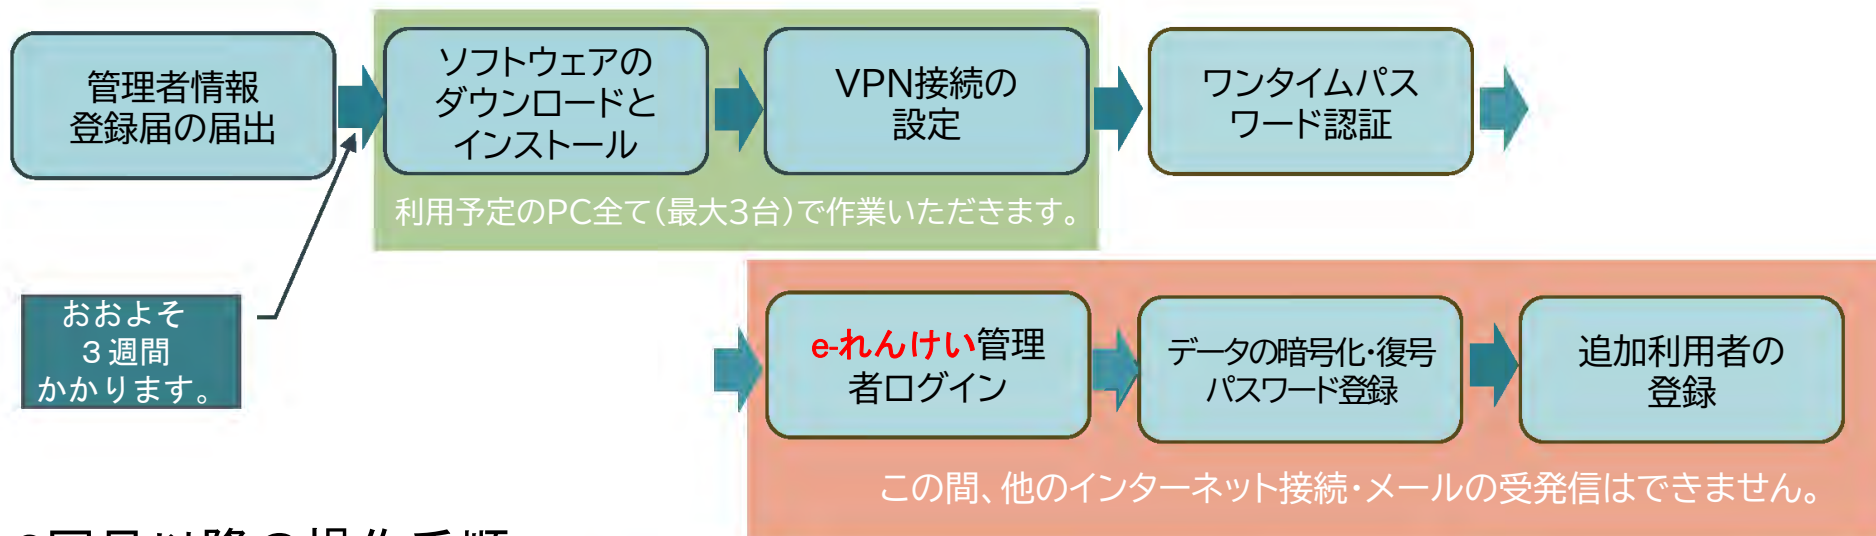 管理者情報
登録届の届出
ソフトウェアの
ダウンロードと
インストール
VPN接続の
設定
ワンタイムパス
ワード認証
利用予定のPC全て(最大3台)で作業いただきます。
おおよそ
3週間
かかります。
e-れんけい管理
者ログイン
データの暗号化・復号
パスワード登録
追加利用者の
登録
この間、他のインターネット接続・メールの受発信はできません。